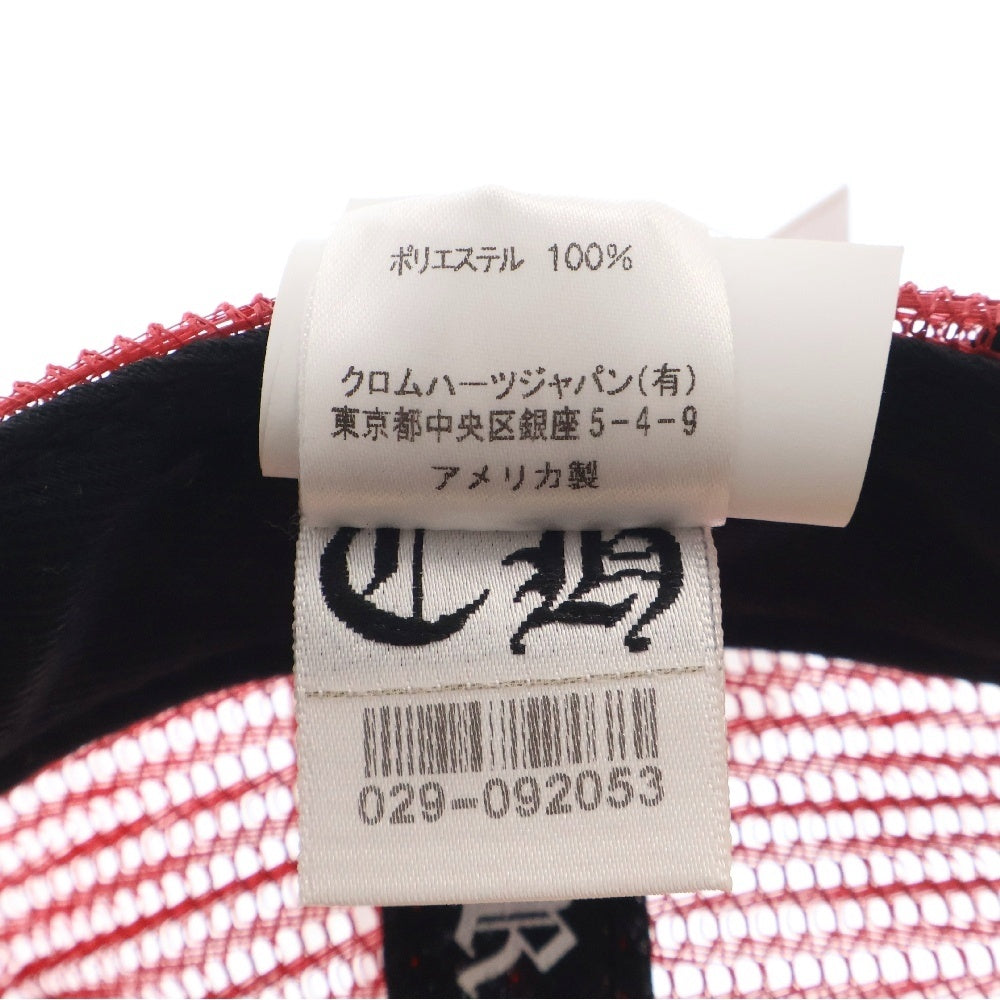 ポリエステル 100%
クロムハーツジャパン(有)
東京都中央区銀座5-4-9
アメリカ製
CH
029-092053
R